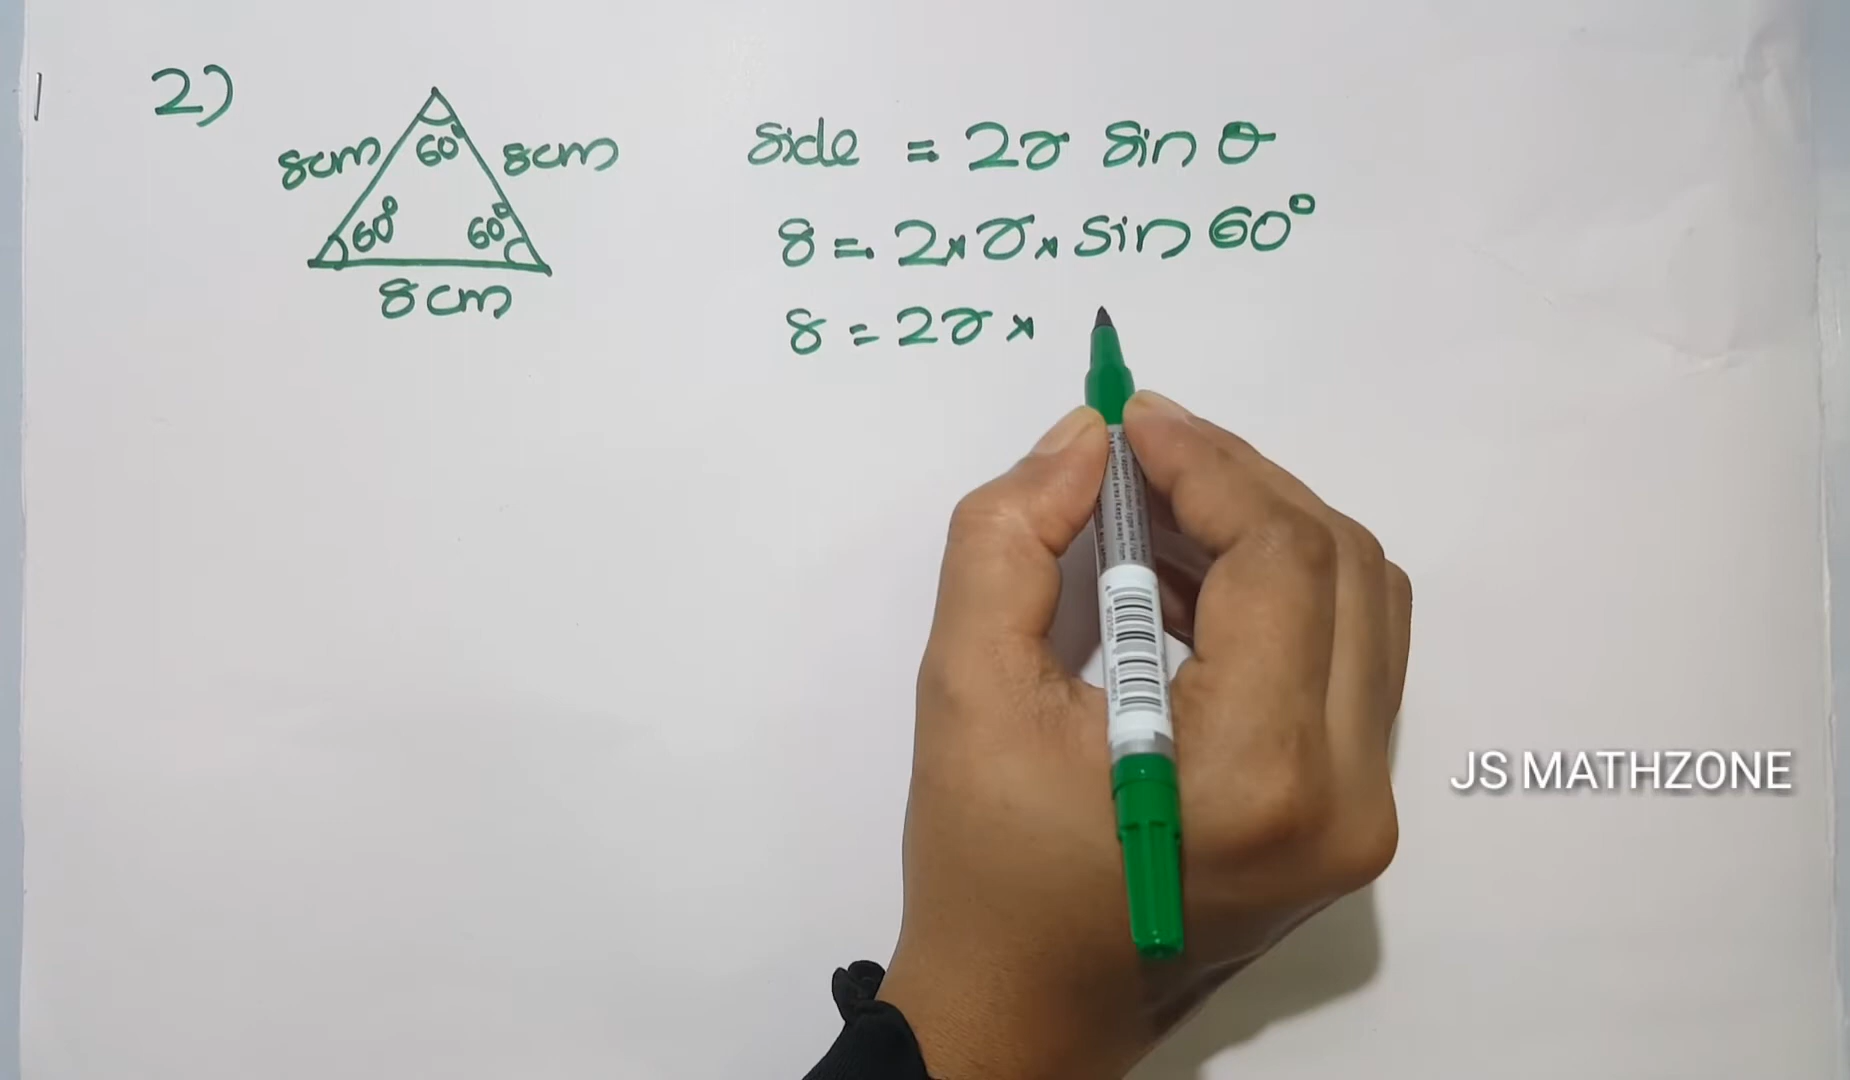 2)
60°
8cm
8cm
60°
60°
8cm
side = 2r sin θ
8 = 2×r×sin 60°
8 = 2r ×
JS MATHZONE